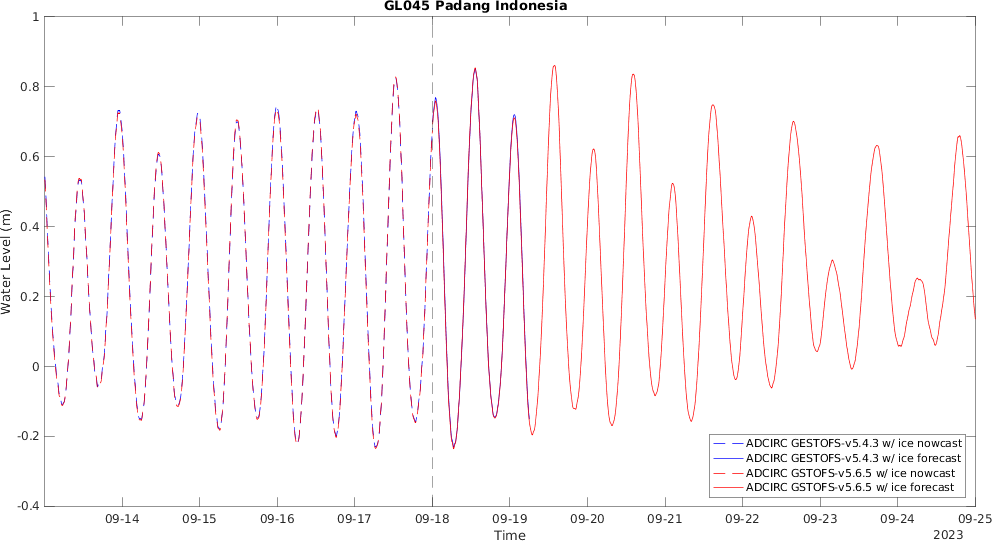 GL045 Padang Indonesia
1
0.8
0.6
0.4
0.2
0
-0.2
-0.4
Water Level (m)
ADCIRC GESTOFS-v5.4.3 w/ ice nowcast
ADCIRC GESTOFS-v5.4.3 w/ ice forecast
ADCIRC GSTOFS-v5.6.5 w/ ice nowcast
ADCIRC GSTOFS-v5.6.5 w/ ice forecast
09-14 09-15 09-16 09-17 09-18 09-19 09-20 09-21 09-22 09-23 09-24 09-25
Time
2023